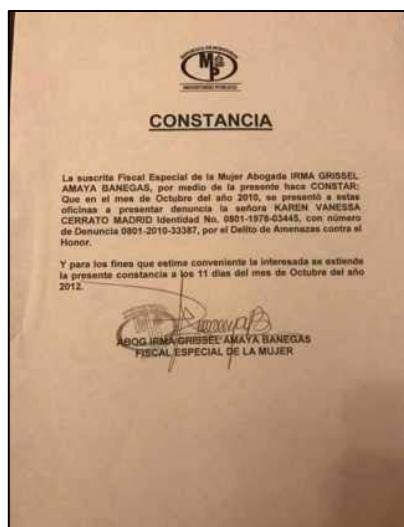 MP
MINISTERIO PÚBLICO
CONSTANCIA
La suscrita Fiscal Especial de la Mujer Abogada IRMA GRISSEL
AMAYA BANEGAS, por medio de la presente hace CONSTAR:
Que en el mes de Octubre del año 2010, se presentó a estas
oficinas a presentar denuncia la señora KAREN VANESSA
CERRATO MADRID Identidad No. 0801-1978-03445, con número
de Denuncia 0801-2010-33387, por el Delito de Amenazas contra el
Honor.
Y para los fines que estime conveniente la interesada se extiende
la presente constancia a los 11 días del mes de Octubre del año
2012.
ABOG IRMA GRISSEL AMAYA BANEGAS
FISCAL ESPECIAL DE LA MUJER